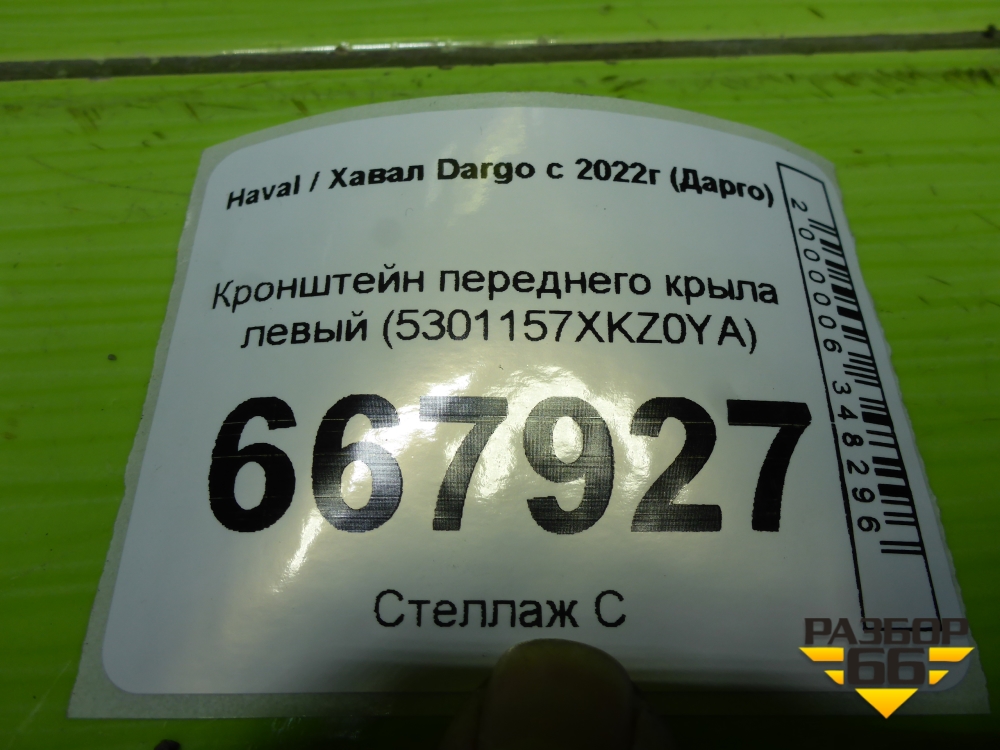 Haval / Хавал Dargo с 2022г (Дарго)
Кронштейн переднего крыла
левый (5301157XKZ0YA)
667927
Стеллаж С
2000006348296
РАЗБОР
66